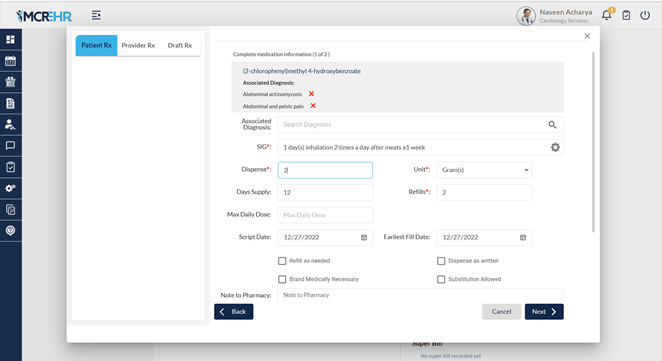 MCREHR
Naveen Acharya
Cardiology Services
Patient Rx
Provider Rx
Draft Rx
Complete medication information (1 of 2 )
(2-chlorophenyl)methyl 4-hydroxybenzoate
Associated Diagnosis:
Abdominal actinomycosis
Abdominal and pelvic pain
Associated Diagnosis:
Search Diagnosis
SIG*:
1 day(s) inhalation 2 times a day after meats x1 week
Dispense*:
2
Unit*:
Gram(s)
Days Supply:
12
Refills*:
2
Max Daily Dose:
Max Daily Dose
Script Date:
12/27/2022
Earliest Fill Date:
12/27/2022
Refill as needed
Dispense as written
Brand Medically Necessary
Substitution Allowed
Note to Pharmacy:
Note to Pharmacy
Back
Cancel
Next
Super Bill
No super bill recorded yet